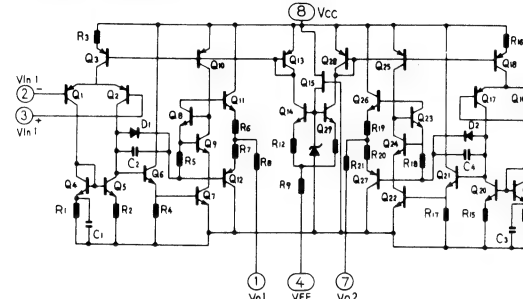 8 VCC
R3
Q3
Q10
Q13
Q28
Q25
R16
Q18
Q15
VIn 1
2 −
Q1
Q2
Q11
Q14
Q29
Q26
Q17
3 +
VIn 1
D1
Q8
R6
R19
Q23
D2
C2
Q6
Q9
R7
R12
R20
Q24
C4
R5
R8
R21
R18
Q4
Q5
Q12
R9
Q27
Q21
Q20
R1
R2
R4
Q7
Q22
R17
R15
C1
C3
1
4
7
Vo1
VEE
Vo2